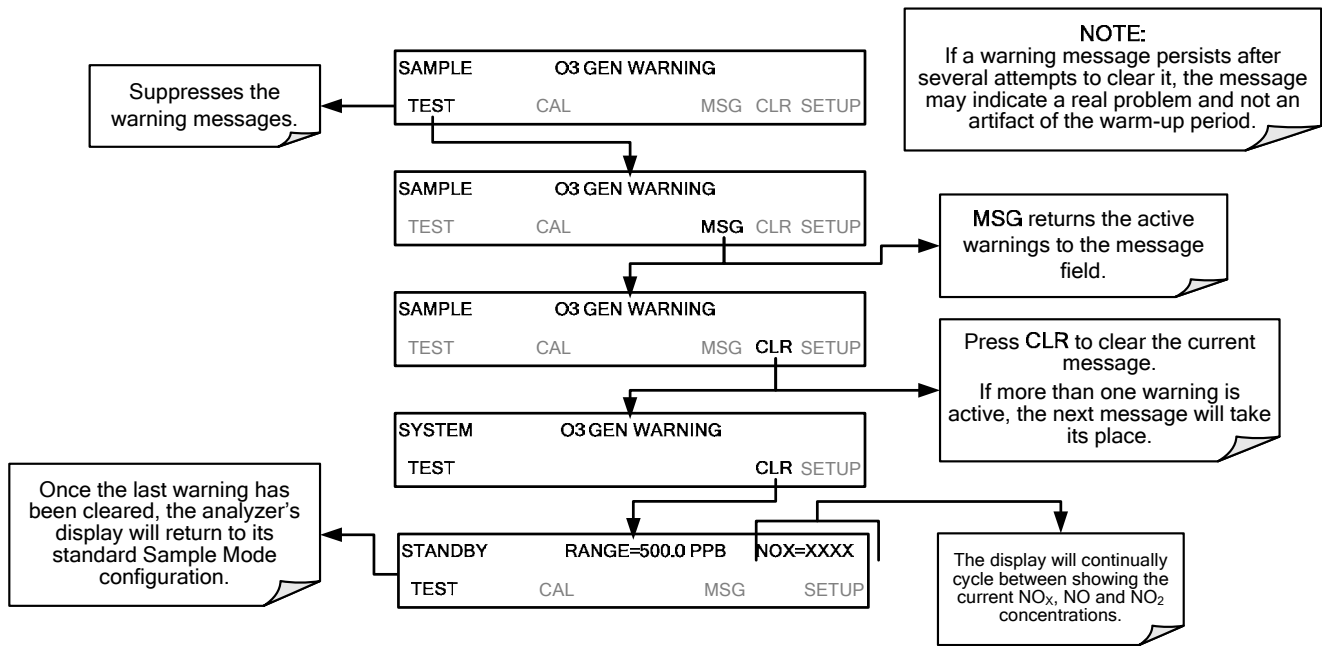 NOTE:
If a warning message persists after
several attempts to clear it, the message
may indicate a real problem and not an
artifact of the warm-up period.
Suppresses the
warning messages.
SAMPLE O3 GEN WARNING
TEST CAL MSG CLR SETUP
SAMPLE O3 GEN WARNING
TEST CAL MSG CLR SETUP
MSG returns the active
warnings to the message
field.
SAMPLE O3 GEN WARNING
TEST CAL MSG CLR SETUP
Press CLR to clear the current
message.
If more than one warning is
active, the next message will take
its place.
SYSTEM O3 GEN WARNING
TEST CLR SETUP
Once the last warning has
been cleared, the analyzer’s
display will return to its
standard Sample Mode
configuration.
STANDBY RANGE=500.0 PPB NOX=XXXX
TEST CAL MSG SETUP
The display will continually
cycle between showing the
current NOX, NO and NO2
concentrations.